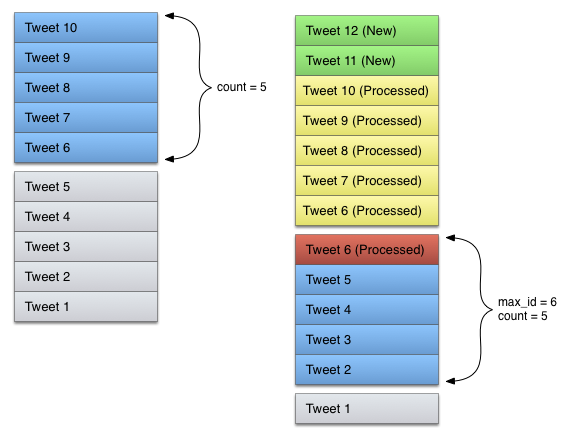 Tweet 10
Tweet 9
Tweet 8
Tweet 7
Tweet 6
count = 5
Tweet 5
Tweet 4
Tweet 3
Tweet 2
Tweet 1
Tweet 12 (New)
Tweet 11 (New)
Tweet 10 (Processed)
Tweet 9 (Processed)
Tweet 8 (Processed)
Tweet 7 (Processed)
Tweet 6 (Processed)
Tweet 6 (Processed)
Tweet 5
Tweet 4
Tweet 3
Tweet 2
max_id = 6
count = 5
Tweet 1